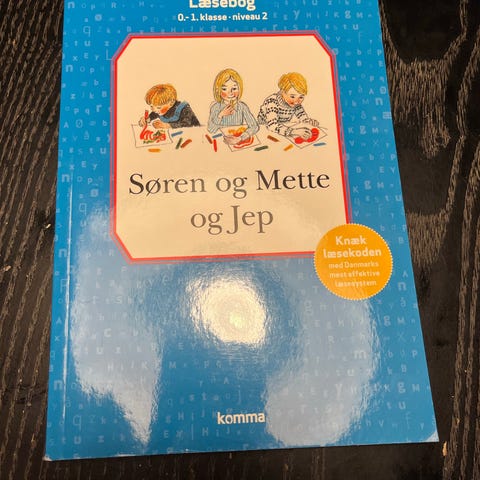 Læsebog
0.- 1. klasse · niveau 2
Søren og Mette
og Jep
Knæk
læsekoden
med Danmarks
mest effektive
læsesystem
komma